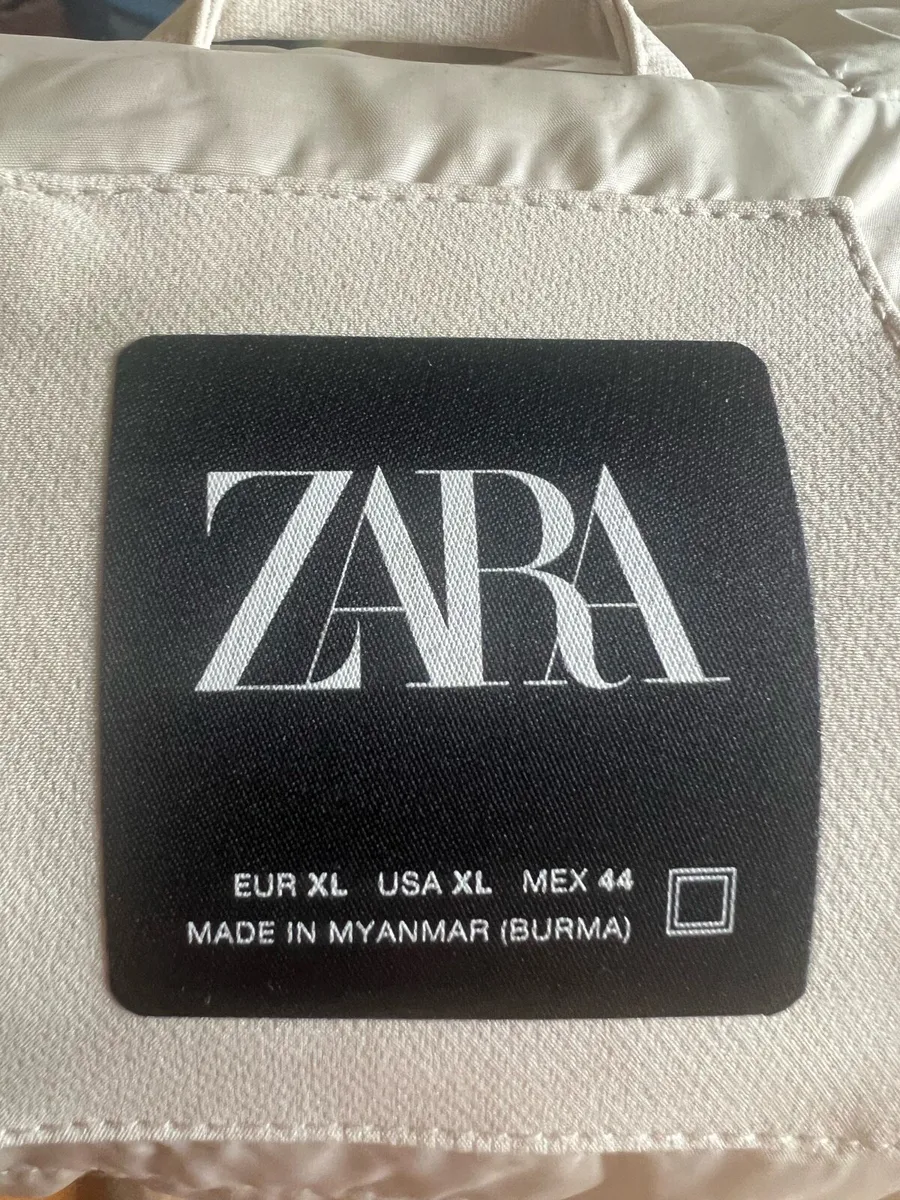 ZARA
EUR XL USA XL MEX 44
MADE IN MYANMAR (BURMA)